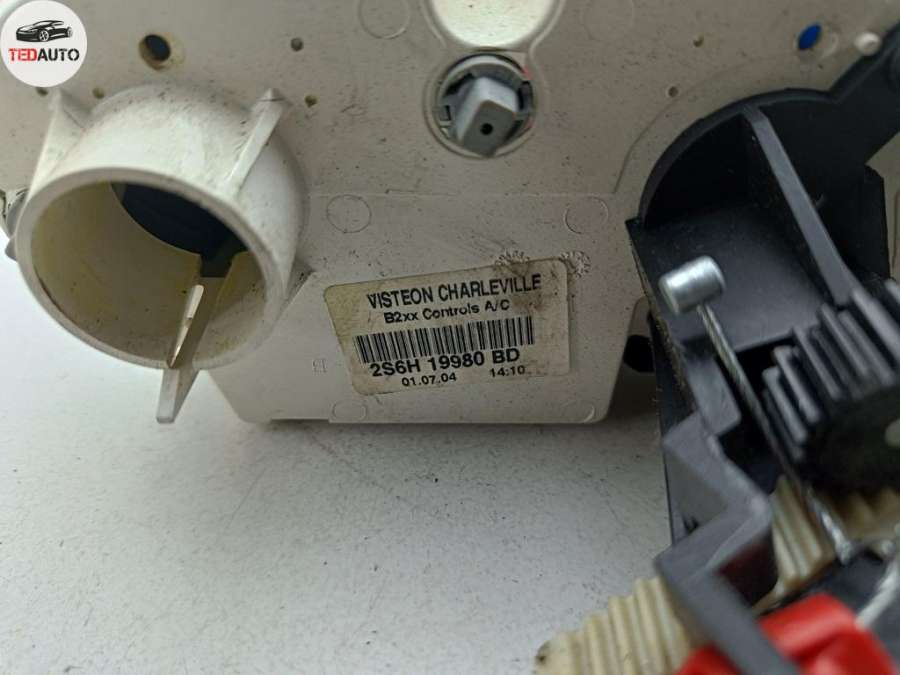 TEDAUTO
VISTEON CHARLEVILLE
B2xx Controls A/C
2S6H 19980 BD
01.07.04 14:10
B